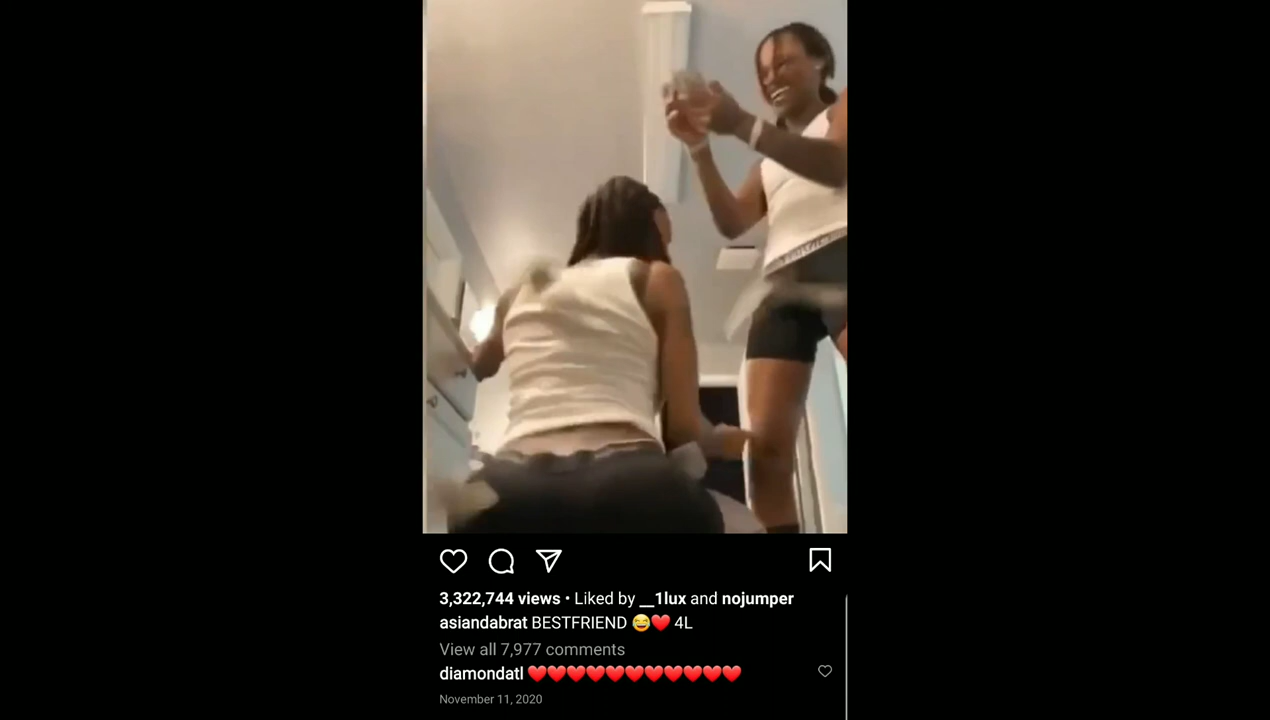 3,322,744 views • Liked by __1lux and nojumper
asiandabrat BESTFRIEND 😂❤️ 4L
View all 7,977 comments
diamondatl ❤️❤️❤️❤️❤️❤️❤️❤️❤️❤️❤️
November 11, 2020